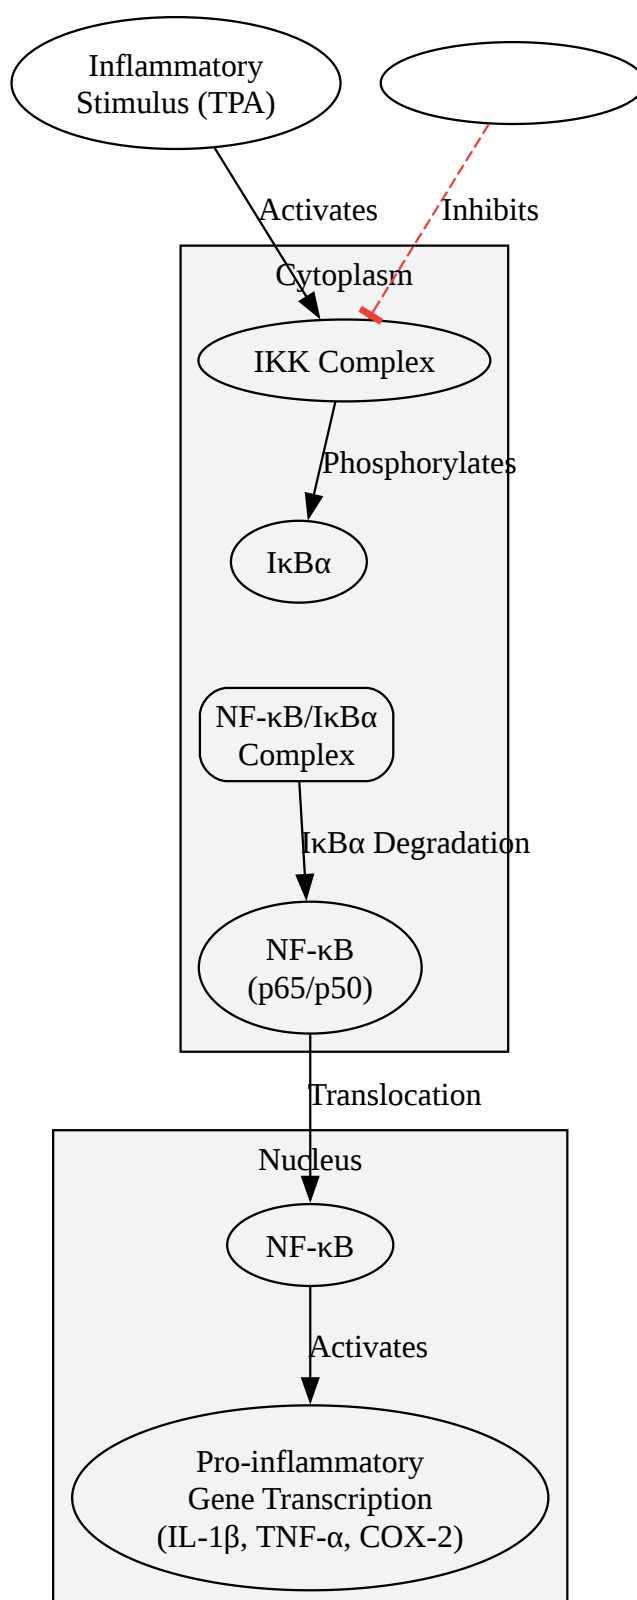 Inflammatory
Stimulus (TPA)
Activates
Inhibits
Cytoplasm
IKK Complex
Phosphorylates
IκBα
NF-κB/IκBα
Complex
IκBα Degradation
NF-κB
(p65/p50)
Translocation
Nucleus
NF-κB
Activates
Pro-inflammatory
Gene Transcription
(IL-1β, TNF-α, COX-2)